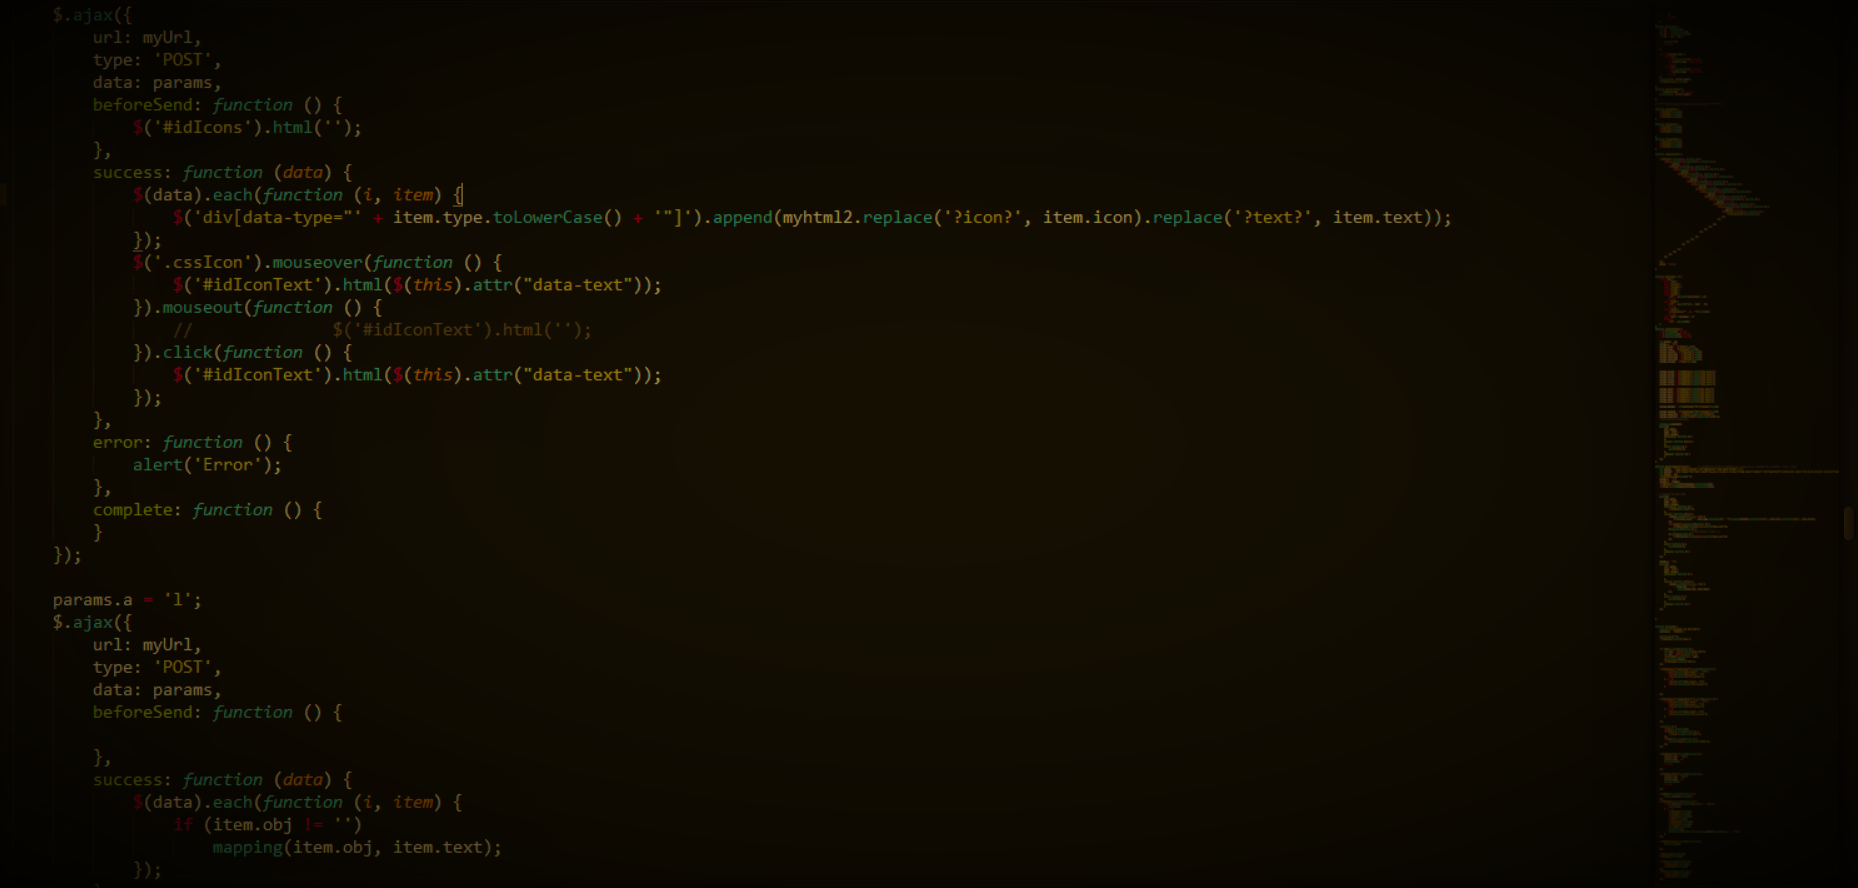 $.ajax({
    url: myUrl,
    type: 'POST',
    data: params,
    beforeSend: function () {
        $('#idIcons').html('');
    },
    success: function (data) {
        $(data).each(function (i, item) {
            $('div[data-type="' + item.type.toLowerCase() + '"]').append(myhtml2.replace('?icon?', item.icon).replace('?text?', item.text));
        });
        $('.cssIcon').mouseover(function () {
            $('#idIconText').html($(this).attr("data-text"));
        }).mouseout(function () {
            //              $('#idIconText').html('');
        }).click(function () {
            $('#idIconText').html($(this).attr("data-text"));
        });
    },
    error: function () {
        alert('Error');
    },
    complete: function () {
    }
});

params.a = 'l';
$.ajax({
    url: myUrl,
    type: 'POST',
    data: params,
    beforeSend: function () {

    },
    success: function (data) {
        $(data).each(function (i, item) {
            if (item.obj != '')
                mapping(item.obj, item.text);
        });